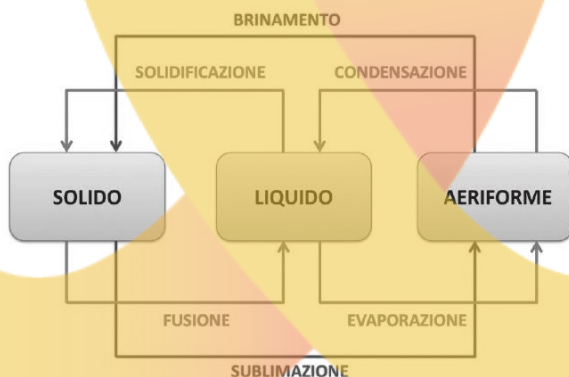 BRINAMENTO
SOLIDIFICAZIONE CONDENSAZIONE
SOLIDO LIQUIDO AERIFORME
FUSIONE EVAPORAZIONE
SUBLIMAZIONE